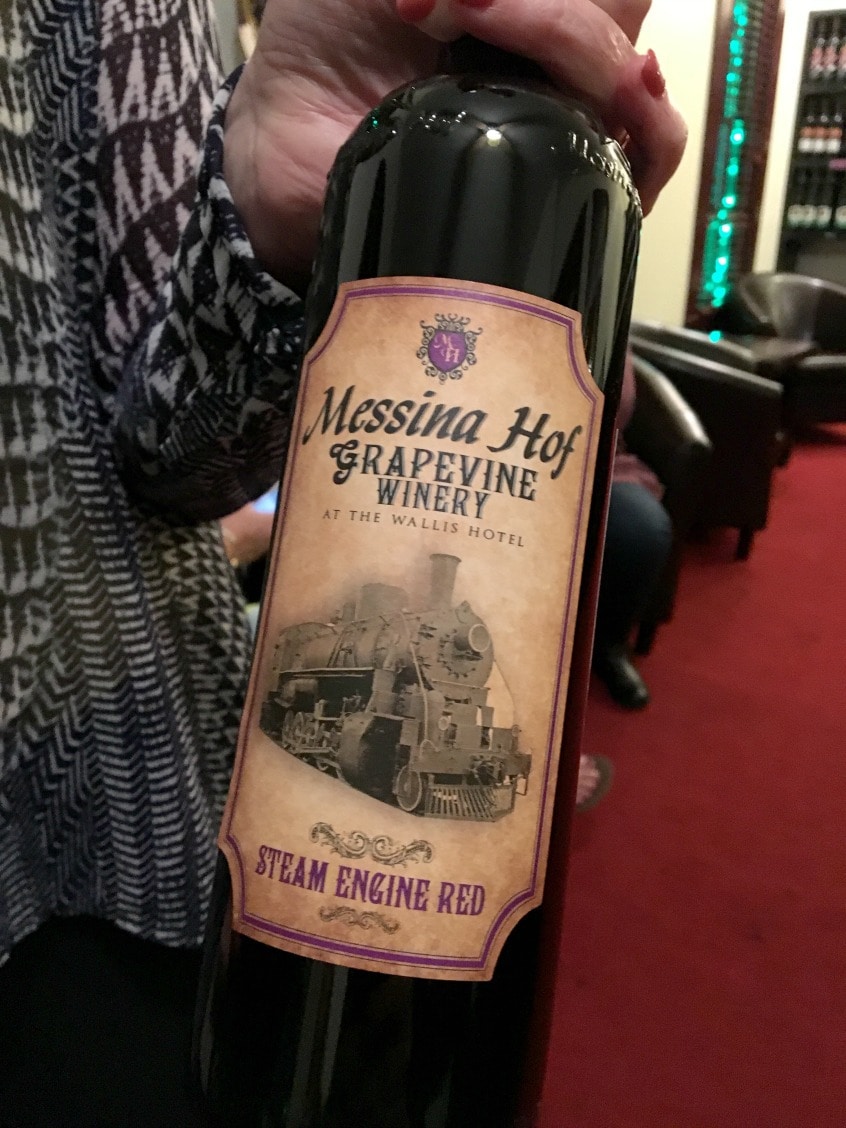 MH
Messina Hof
GRAPEVINE
WINERY
AT THE WALLIS HOTEL
STEAM ENGINE RED